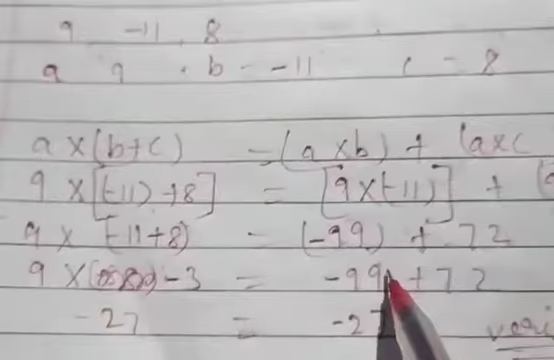 9 -11, 8
a 9 . b - -11 c = 8
a × (b+c) = (a×b) + (a×c
9 × [(-11)+8] = [9×(-11)] + (9
9 × (-11+8) = (-99) + 72
9 × -3 = -99 + 72
-27 = -27